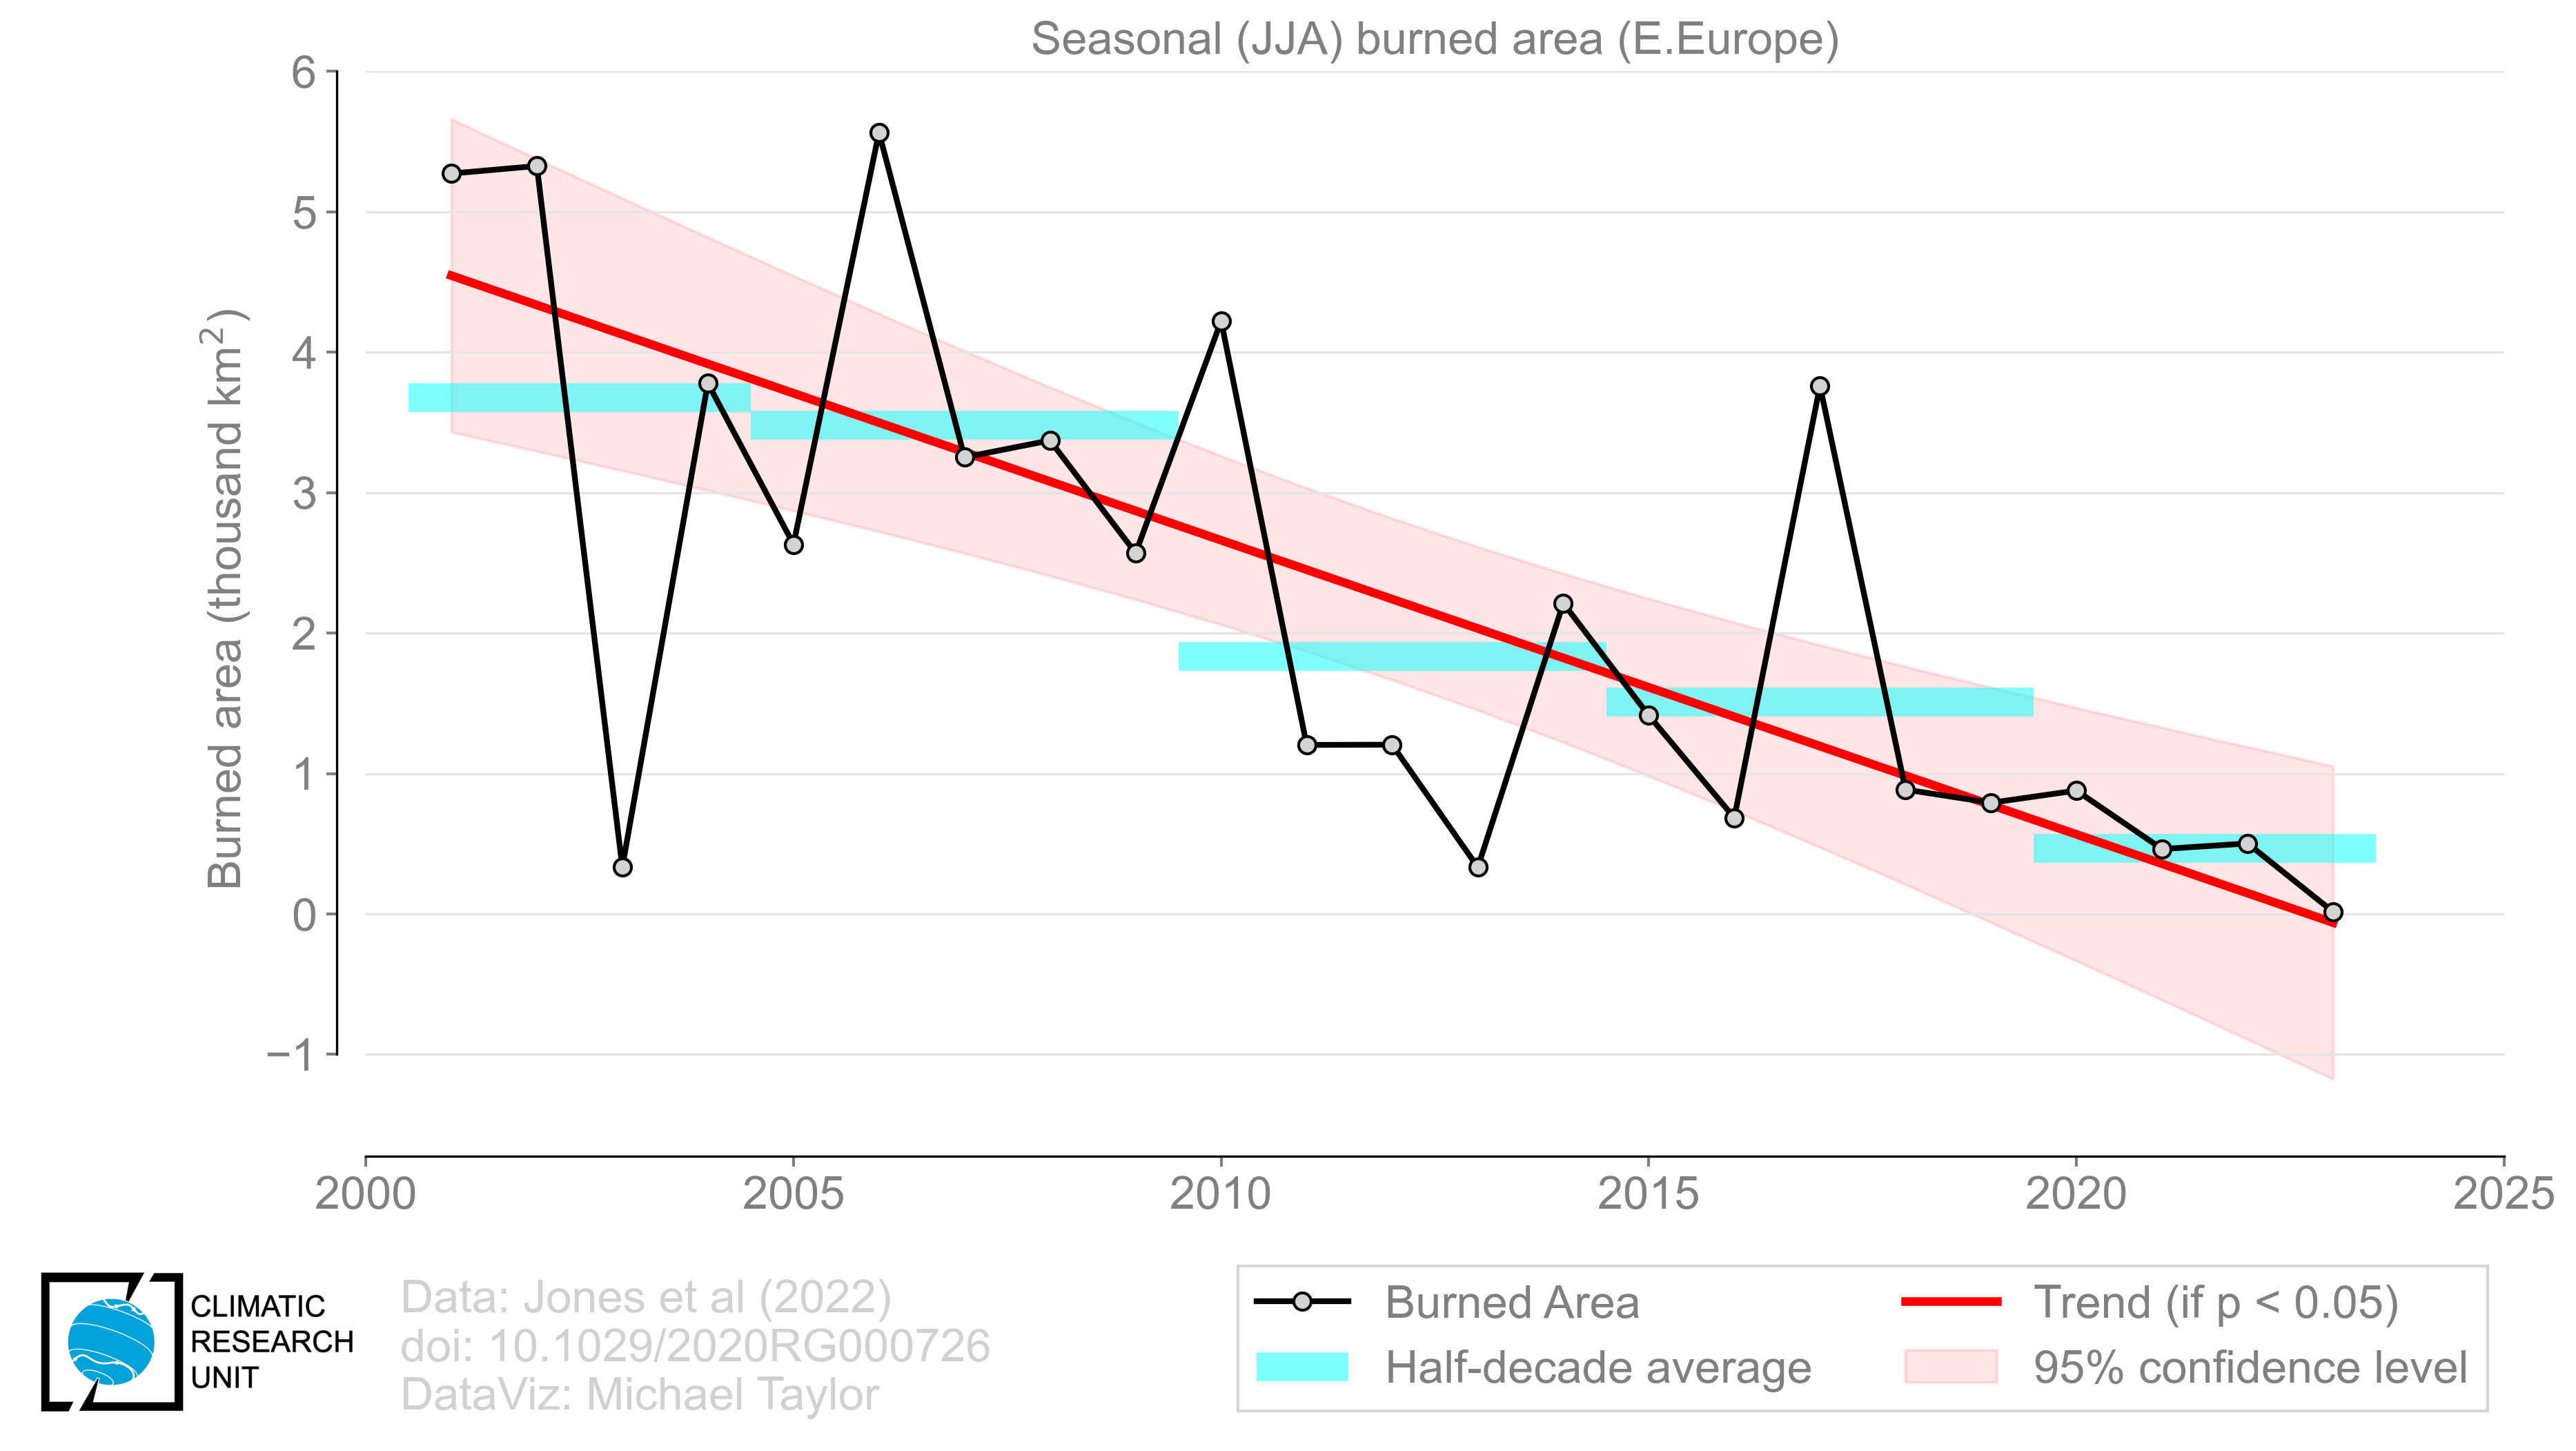 Seasonal (JJA) burned area (E.Europe)
6
5
4
3
2
1
0
−1
Burned area (thousand km²)
2000 2005 2010 2015 2020 2025
CLIMATIC
RESEARCH
UNIT
Data: Jones et al (2022)
doi: 10.1029/2020RG000726
DataViz: Michael Taylor
Burned Area
Half-decade average
Trend (if p < 0.05)
95% confidence level